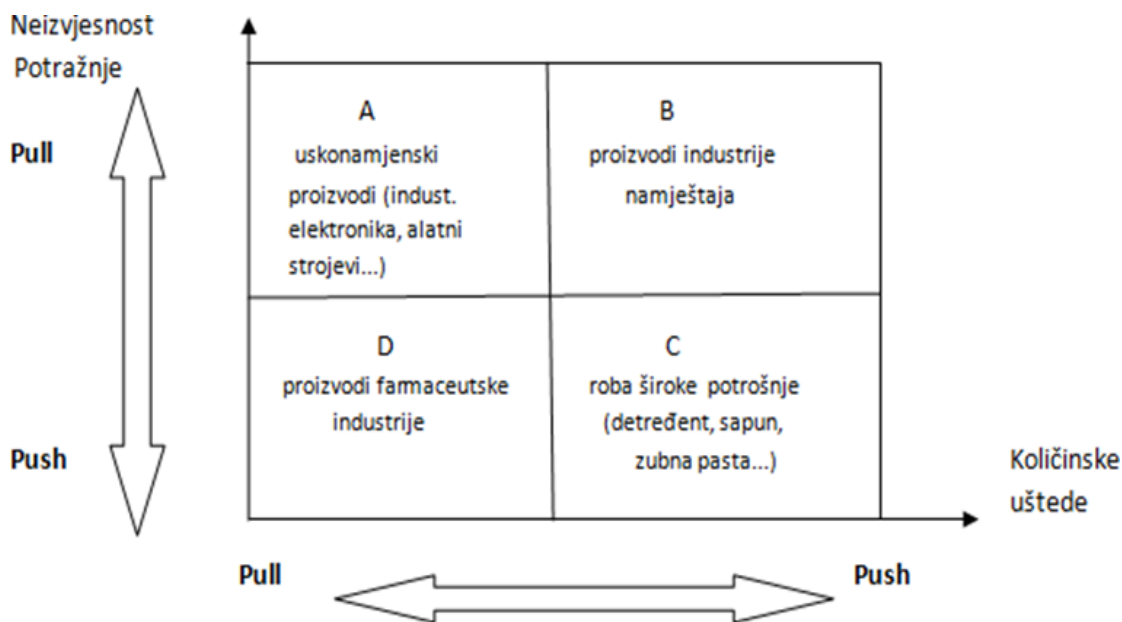 Neizvjesnost
Potražnje
Pull
Push
A
uskonamjenski
proizvodi (indust.
elektronika, alatni
strojevi...)
B
proizvodi industrije
namještaja
D
proizvodi farmaceutske
industrije
C
roba široke potrošnje
(detređent, sapun,
zubna pasta...)
Količinske
uštede
Pull
Push